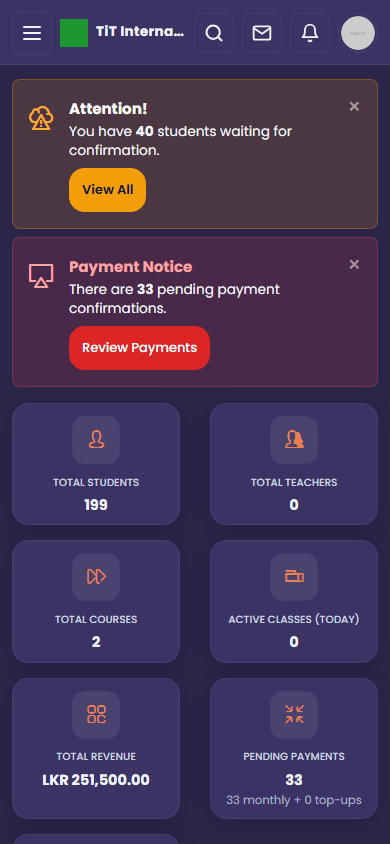 TiT Interna...
Attention!
You have 40 students waiting for
confirmation.
View All
Payment Notice
There are 33 pending payment
confirmations.
Review Payments
TOTAL STUDENTS
199
TOTAL TEACHERS
0
TOTAL COURSES
2
ACTIVE CLASSES (TODAY)
0
TOTAL REVENUE
LKR 251,500.00
PENDING PAYMENTS
33
33 monthly + 0 top-ups